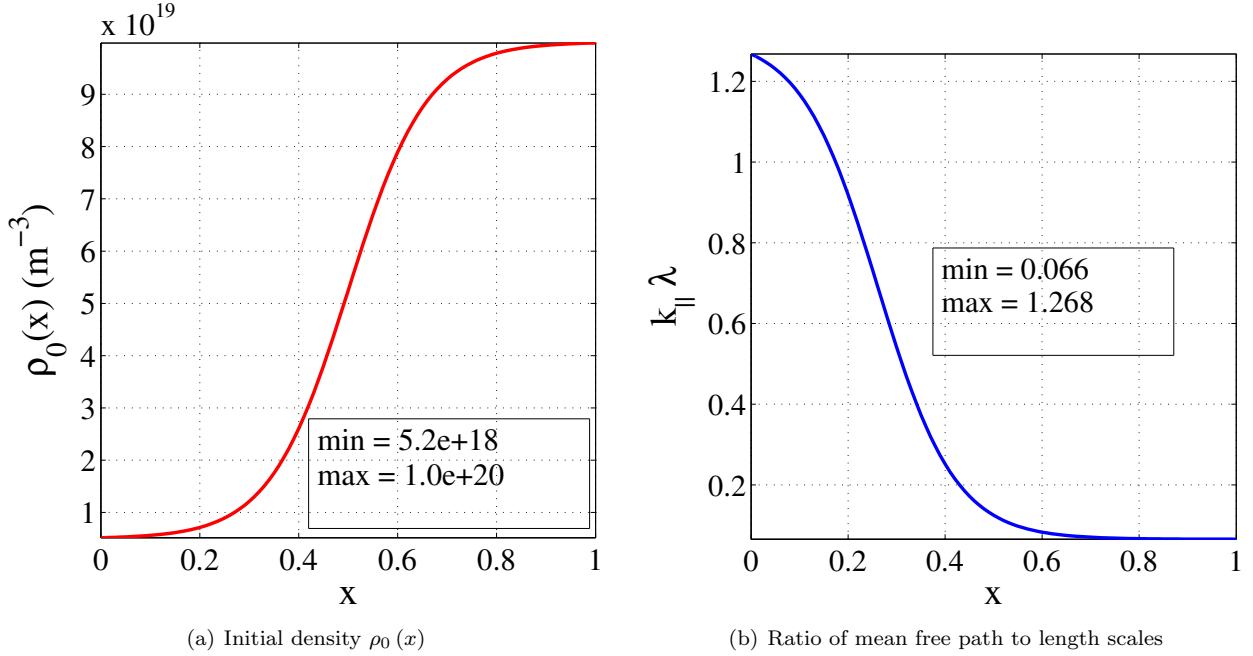 x 10^19
ρ_0(x) (m^−3)
9
8
7
6
5
4
3
2
1
min = 5.2e+18
max = 1.0e+20
0
0.2
0.4
0.6
0.8
1
x
(a) Initial density ρ_0 (x)
k_|| λ
1.2
1
0.8
0.6
0.4
0.2
min = 0.066
max = 1.268
0
0.2
0.4
0.6
0.8
1
x
(b) Ratio of mean free path to length scales